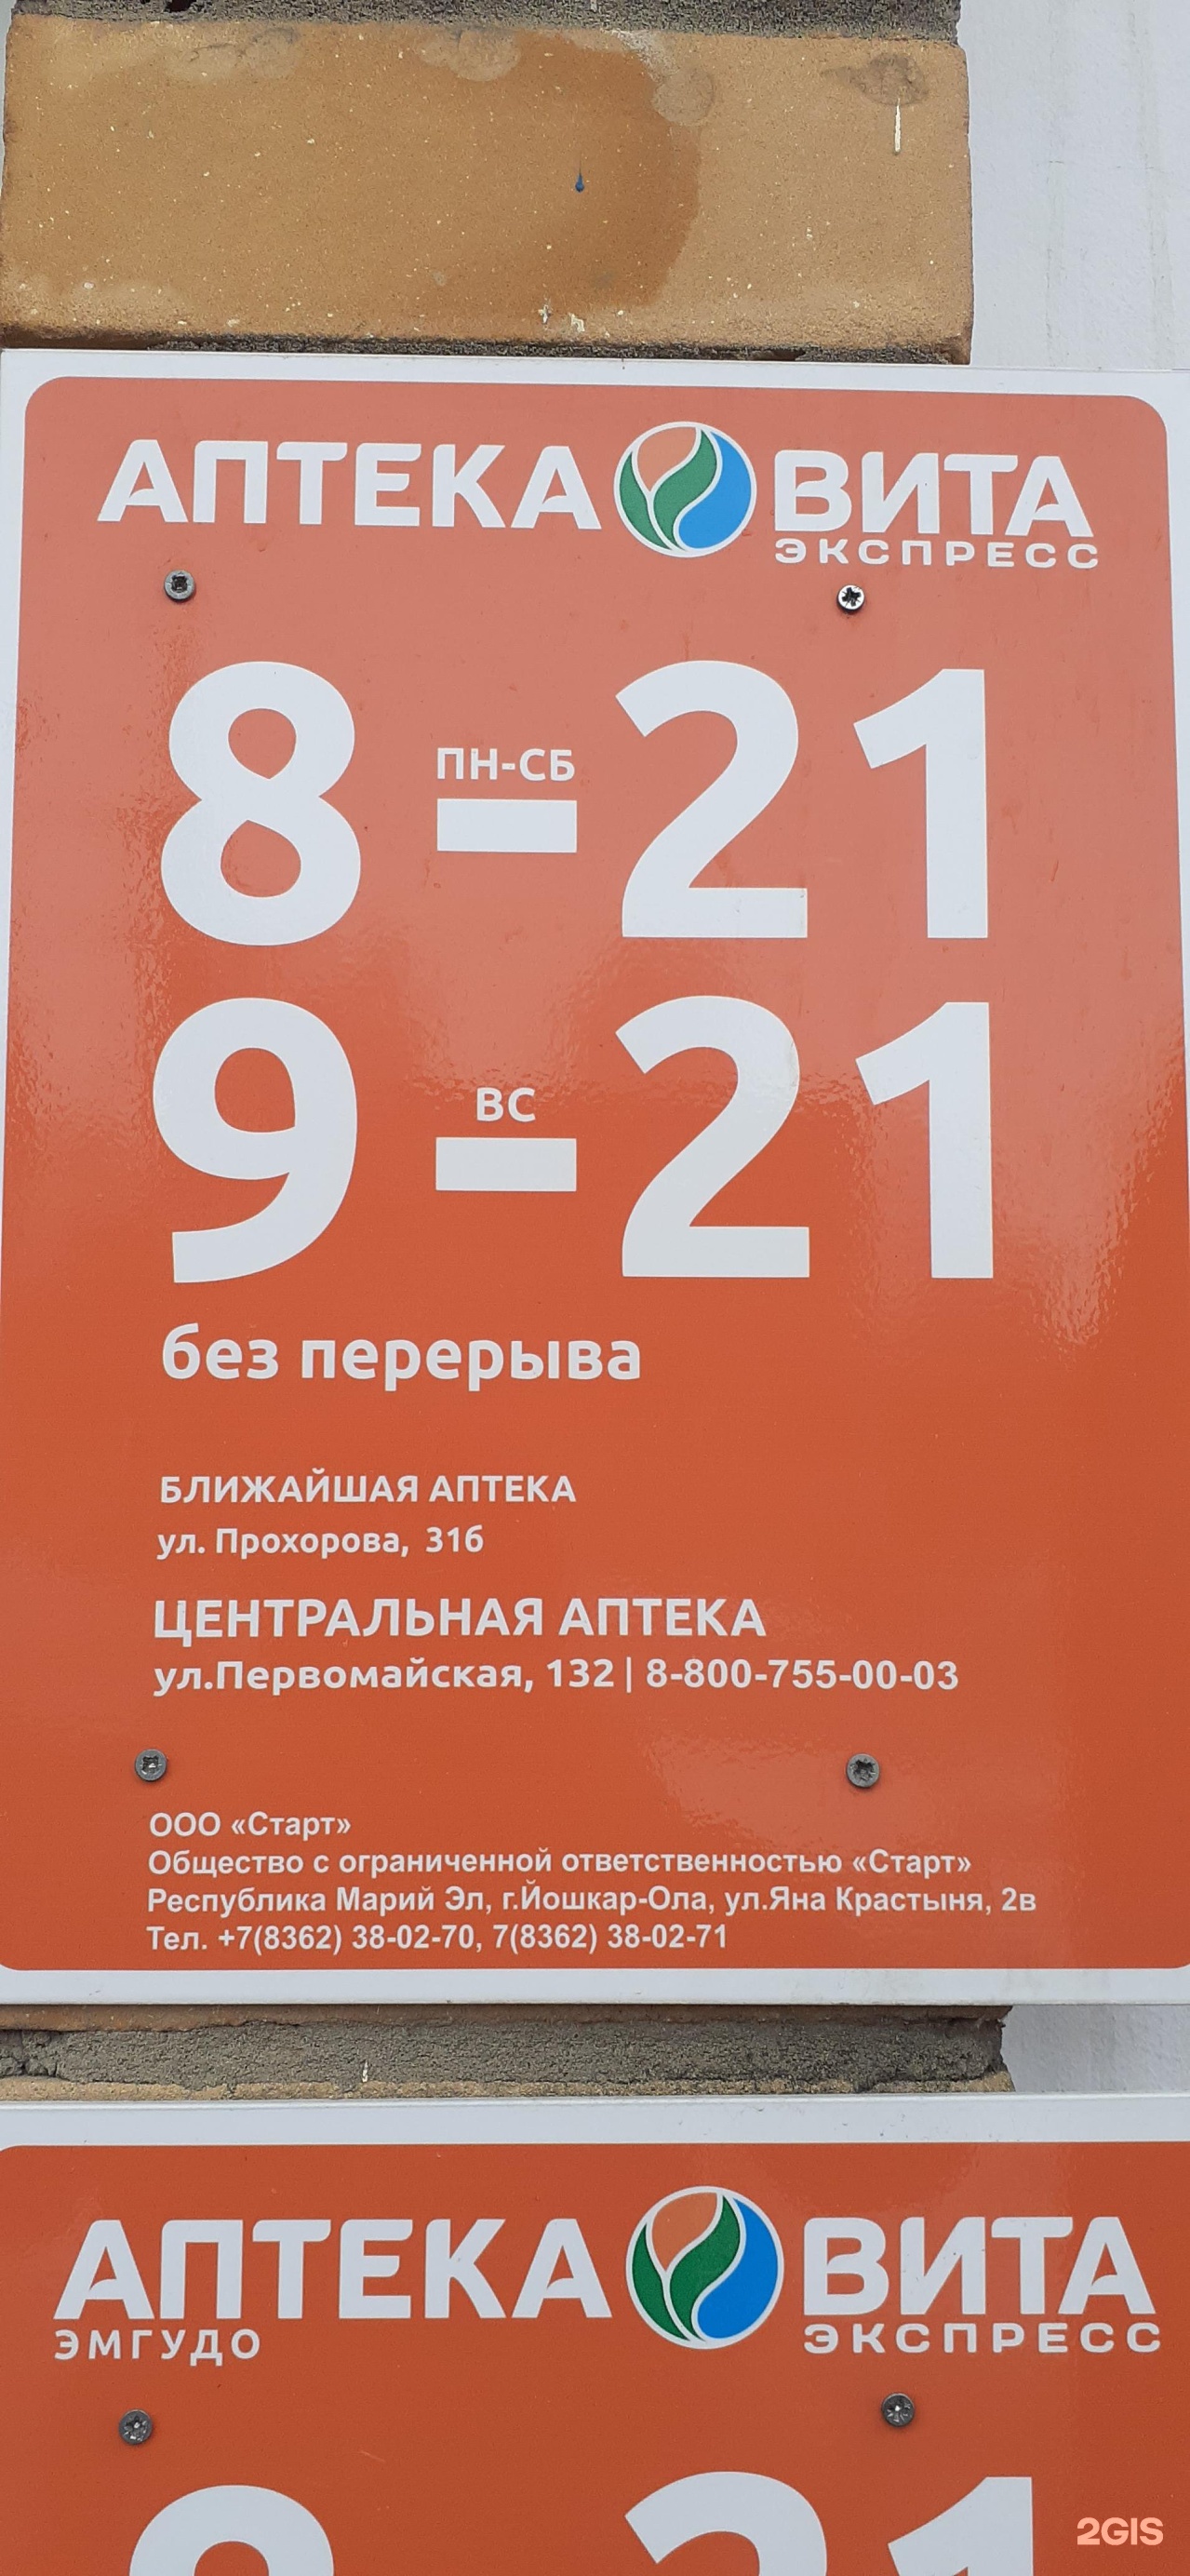 АПТЕКА ВИТА
ЭКСПРЕСС
8 ПН-СБ - 21
9 ВС - 21
без перерыва
БЛИЖАЙШАЯ АПТЕКА
ул. Прохорова, 31б
ЦЕНТРАЛЬНАЯ АПТЕКА
ул.Первомайская, 132 | 8-800-755-00-03
ООО «Старт»
Общество с ограниченной ответственностью «Старт»
Республика Марий Эл, г.Йошкар-Ола, ул.Яна Крастыня, 2в
Тел. +7(8362) 38-02-70, 7(8362) 38-02-71
АПТЕКА ВИТА
ЭМГУДО ЭКСПРЕСС
21
2GIS